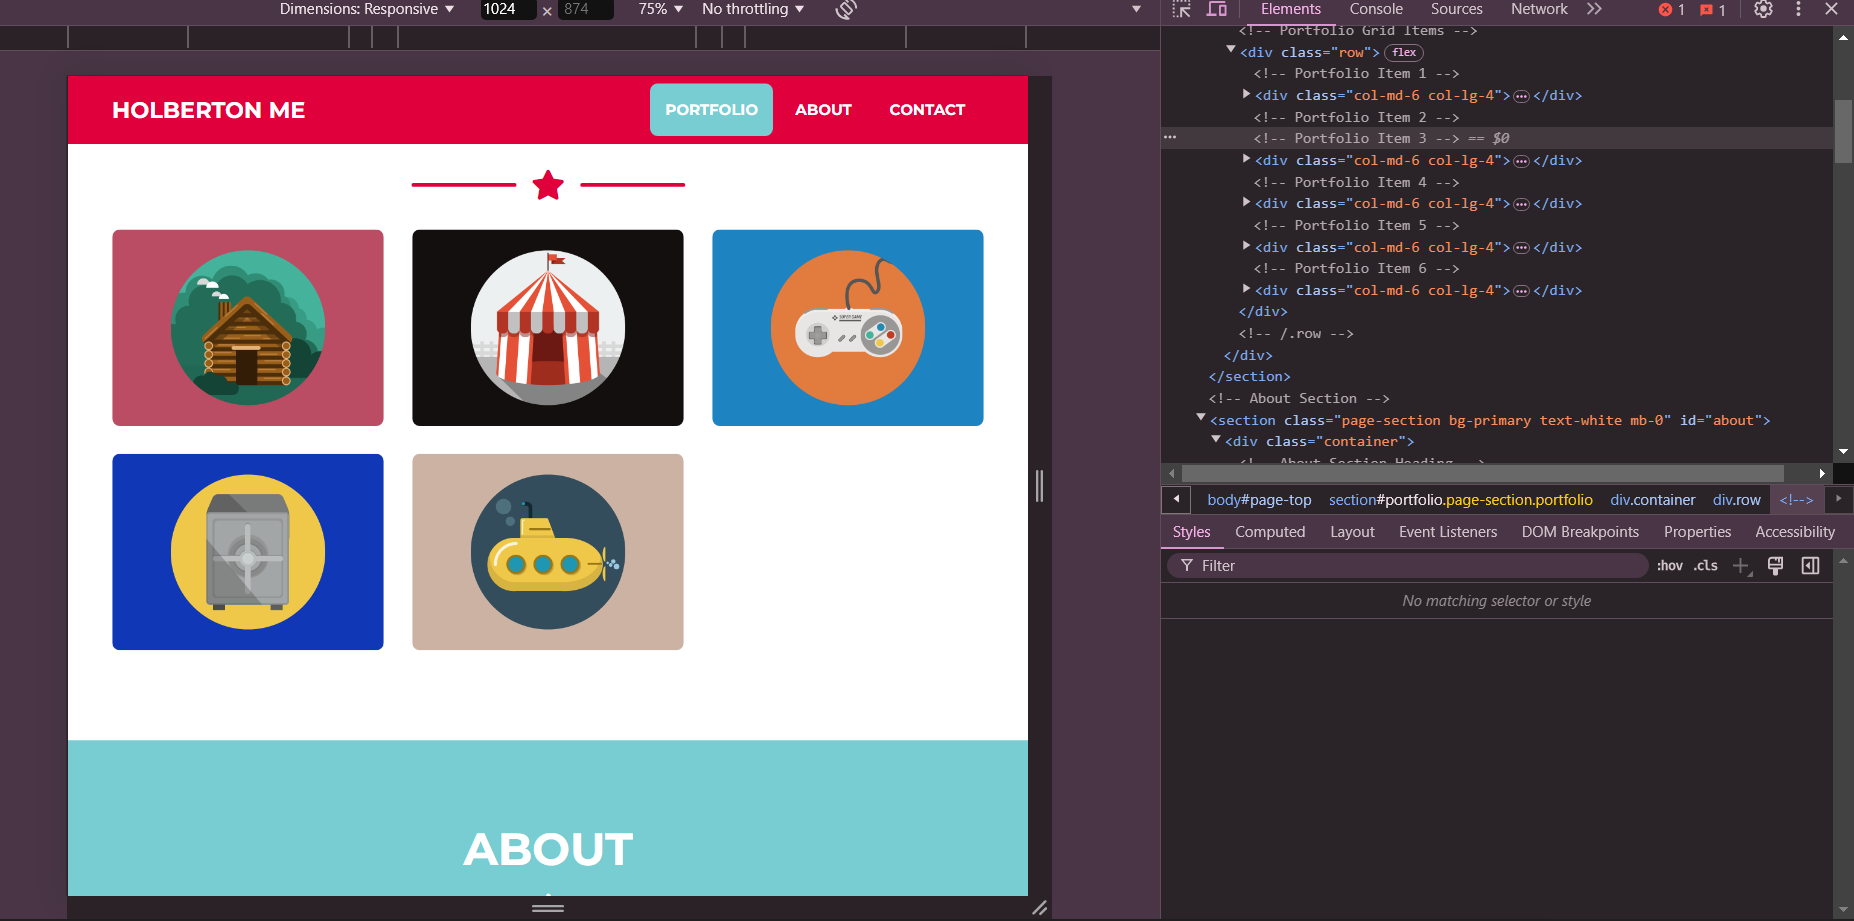 Dimensions: Responsive ▼ 1024 × 874 75% ▼ No throttling ▼
Elements Console Sources Network 1 1
HOLBERTON ME PORTFOLIO ABOUT CONTACT
SUPER GAME
ABOUT
<!-- Portfolio Grid Items -->
<div class="row"> flex
<!-- Portfolio Item 1 -->
<div class="col-md-6 col-lg-4"> ••• </div>
<!-- Portfolio Item 2 -->
<!-- Portfolio Item 3 --> == $0
<div class="col-md-6 col-lg-4"> ••• </div>
<!-- Portfolio Item 4 -->
<div class="col-md-6 col-lg-4"> ••• </div>
<!-- Portfolio Item 5 -->
<div class="col-md-6 col-lg-4"> ••• </div>
<!-- Portfolio Item 6 -->
<div class="col-md-6 col-lg-4"> ••• </div>
</div>
<!-- /.row -->
</div>
</section>
<!-- About Section -->
<section class="page-section bg-primary text-white mb-0" id="about">
<div class="container">
<!-- About Section Heading -->
body#page-top section#portfolio.page-section.portfolio div.container div.row <!-->
Styles Computed Layout Event Listeners DOM Breakpoints Properties Accessibility
Filter :hov .cls
No matching selector or style